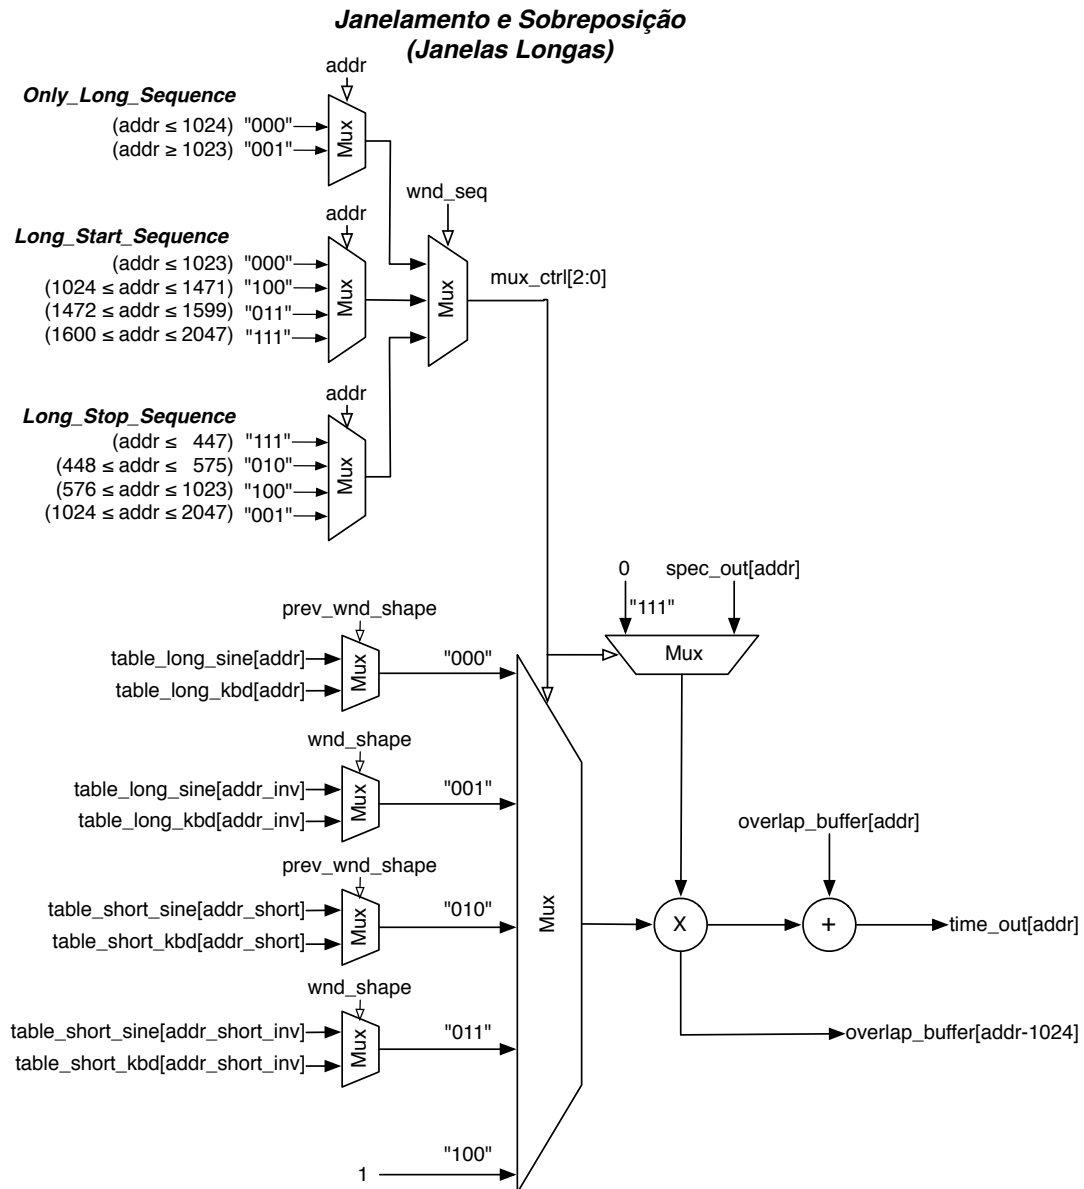 Janelamento e Sobreposição
(Janelas Longas)
addr
Only_Long_Sequence
(addr ≤ 1024) "000"
(addr ≥ 1023) "001"
Mux
wnd_seq
addr
Long_Start_Sequence
(addr ≤ 1023) "000"
(1024 ≤ addr ≤ 1471) "100"
(1472 ≤ addr ≤ 1599) "011"
(1600 ≤ addr ≤ 2047) "111"
Mux
Mux
mux_ctrl[2:0]
addr
Long_Stop_Sequence
(addr ≤ 447) "111"
(448 ≤ addr ≤ 575) "010"
(576 ≤ addr ≤ 1023) "100"
(1024 ≤ addr ≤ 2047) "001"
Mux
0 spec_out[addr]
"111"
Mux
prev_wnd_shape
table_long_sine[addr]
table_long_kbd[addr]
Mux
"000"
wnd_shape
table_long_sine[addr_inv]
table_long_kbd[addr_inv]
Mux
"001"
overlap_buffer[addr]
prev_wnd_shape
table_short_sine[addr_short]
table_short_kbd[addr_short]
Mux
"010"
Mux
X
+
time_out[addr]
wnd_shape
table_short_sine[addr_short_inv]
table_short_kbd[addr_short_inv]
Mux
"011"
overlap_buffer[addr-1024]
1 "100"